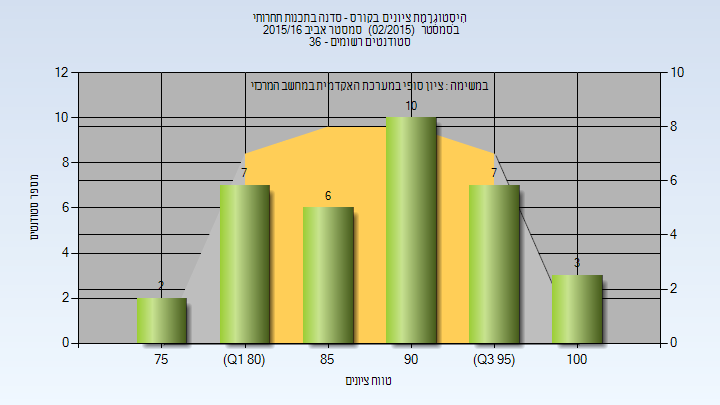 היסטוגרמת ציונים בקורס - סדנה בתכנות תחרותי
בסמסטר (02/2015) סמסטר אביב 2015/16
סטודנטים רשומים - 36
במשימה : ציון סופי במערכת האקדמית במחשב המרכזי
מספר סטודנטים
12
10
8
6
4
2
0
10
8
6
4
2
0
2
7
6
10
7
3
75
(Q1 80)
85
90
(Q3 95)
100
טווח ציונים